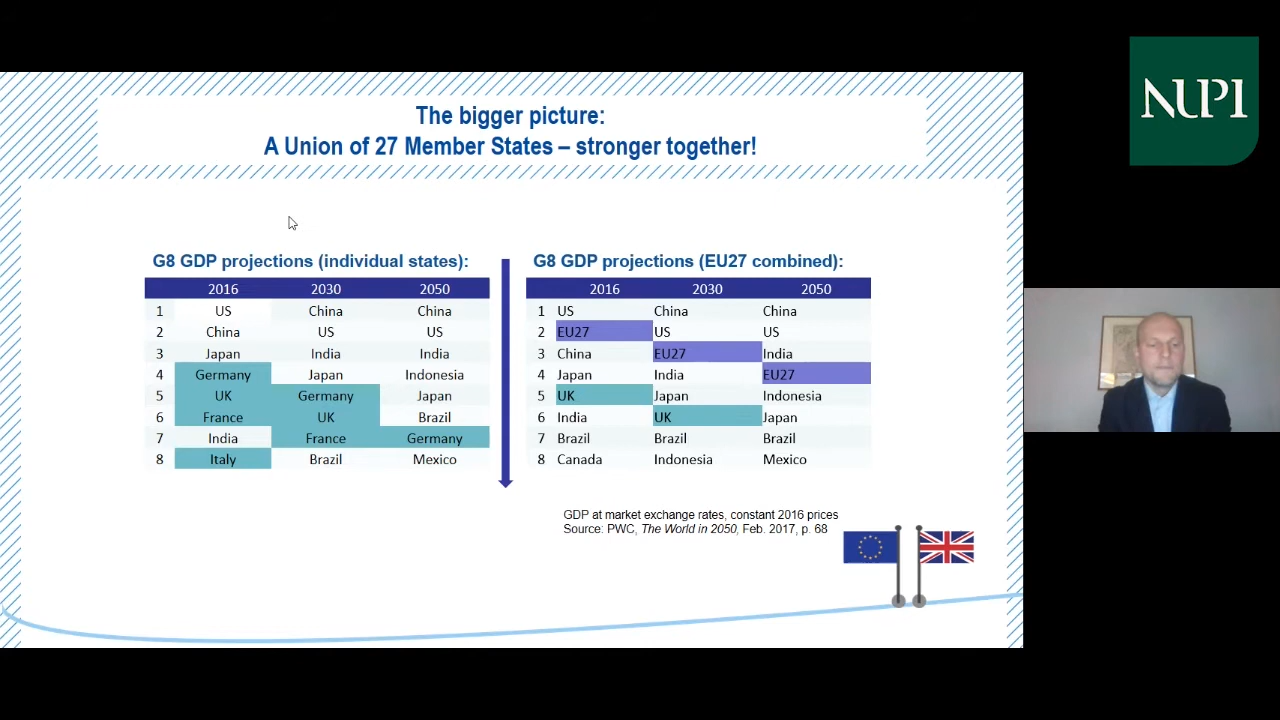 The bigger picture:
A Union of 27 Member States – stronger together!
NUPI
G8 GDP projections (individual states):
2016 2030 2050
1 US China China
2 China US US
3 Japan India India
4 Germany Japan Indonesia
5 UK Germany Japan
6 France UK Brazil
7 India France Germany
8 Italy Brazil Mexico
G8 GDP projections (EU27 combined):
2016 2030 2050
1 US China China
2 EU27 US US
3 China EU27 India
4 Japan India EU27
5 UK Japan Indonesia
6 India UK Japan
7 Brazil Brazil Brazil
8 Canada Indonesia Mexico
GDP at market exchange rates, constant 2016 prices
Source: PWC, The World in 2050, Feb. 2017, p. 68